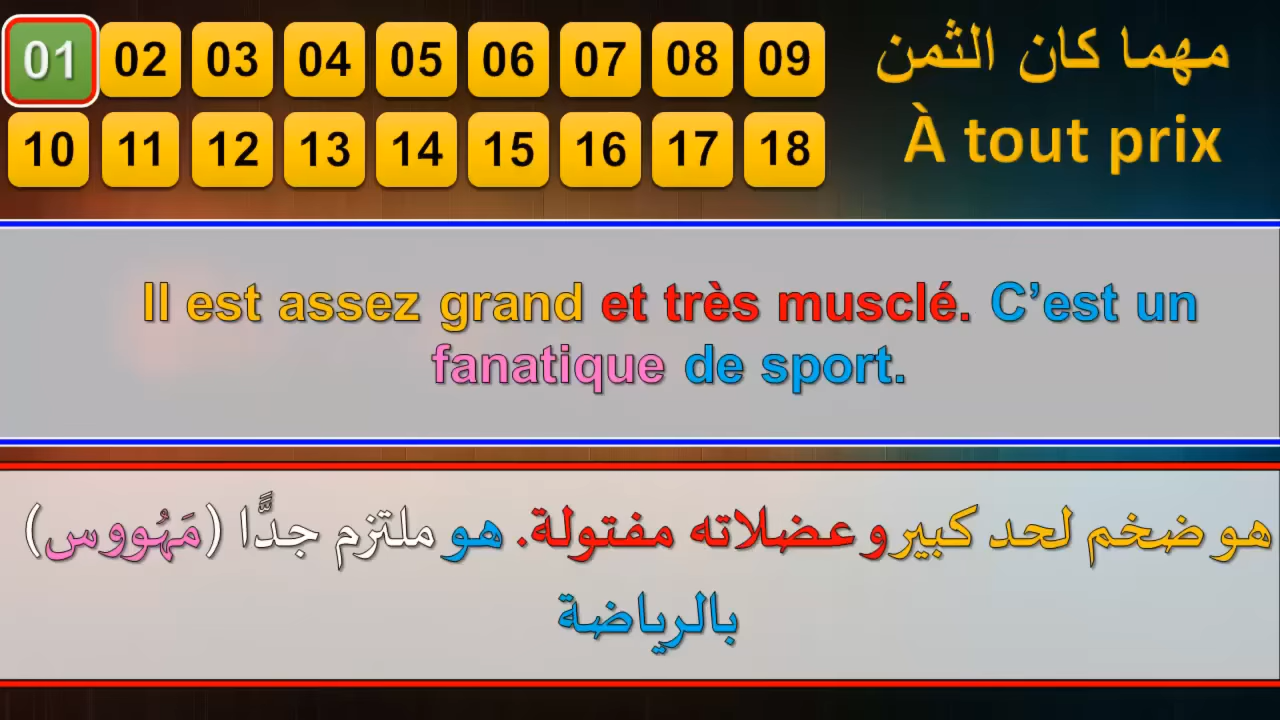 01 02 03 04 05 06 07 08 09
10 11 12 13 14 15 16 17 18
مهما كان الثمن
À tout prix
Il est assez grand et très musclé. C’est un
fanatique de sport.
هو ضخم لحد كبير وعضلاته مفتولة. هو ملتزم جدًّا (مَهُووس)
بالرياضة